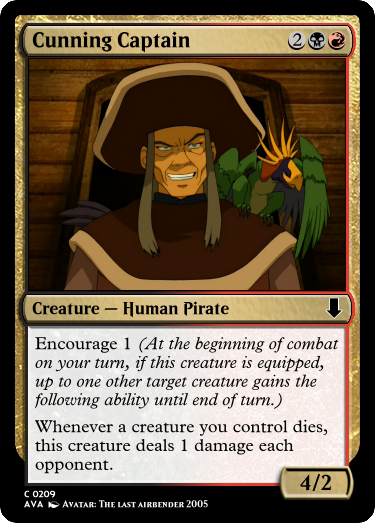 Cunning Captain 2
Creature — Human Pirate
Encourage 1 (At the beginning of combat
on your turn, if this creature is equipped,
up to one other target creature gains the
following ability until end of turn.)
Whenever a creature you control dies,
this creature deals 1 damage each
opponent.
4/2
C 0209
AVA Avatar: The last airbender 2005